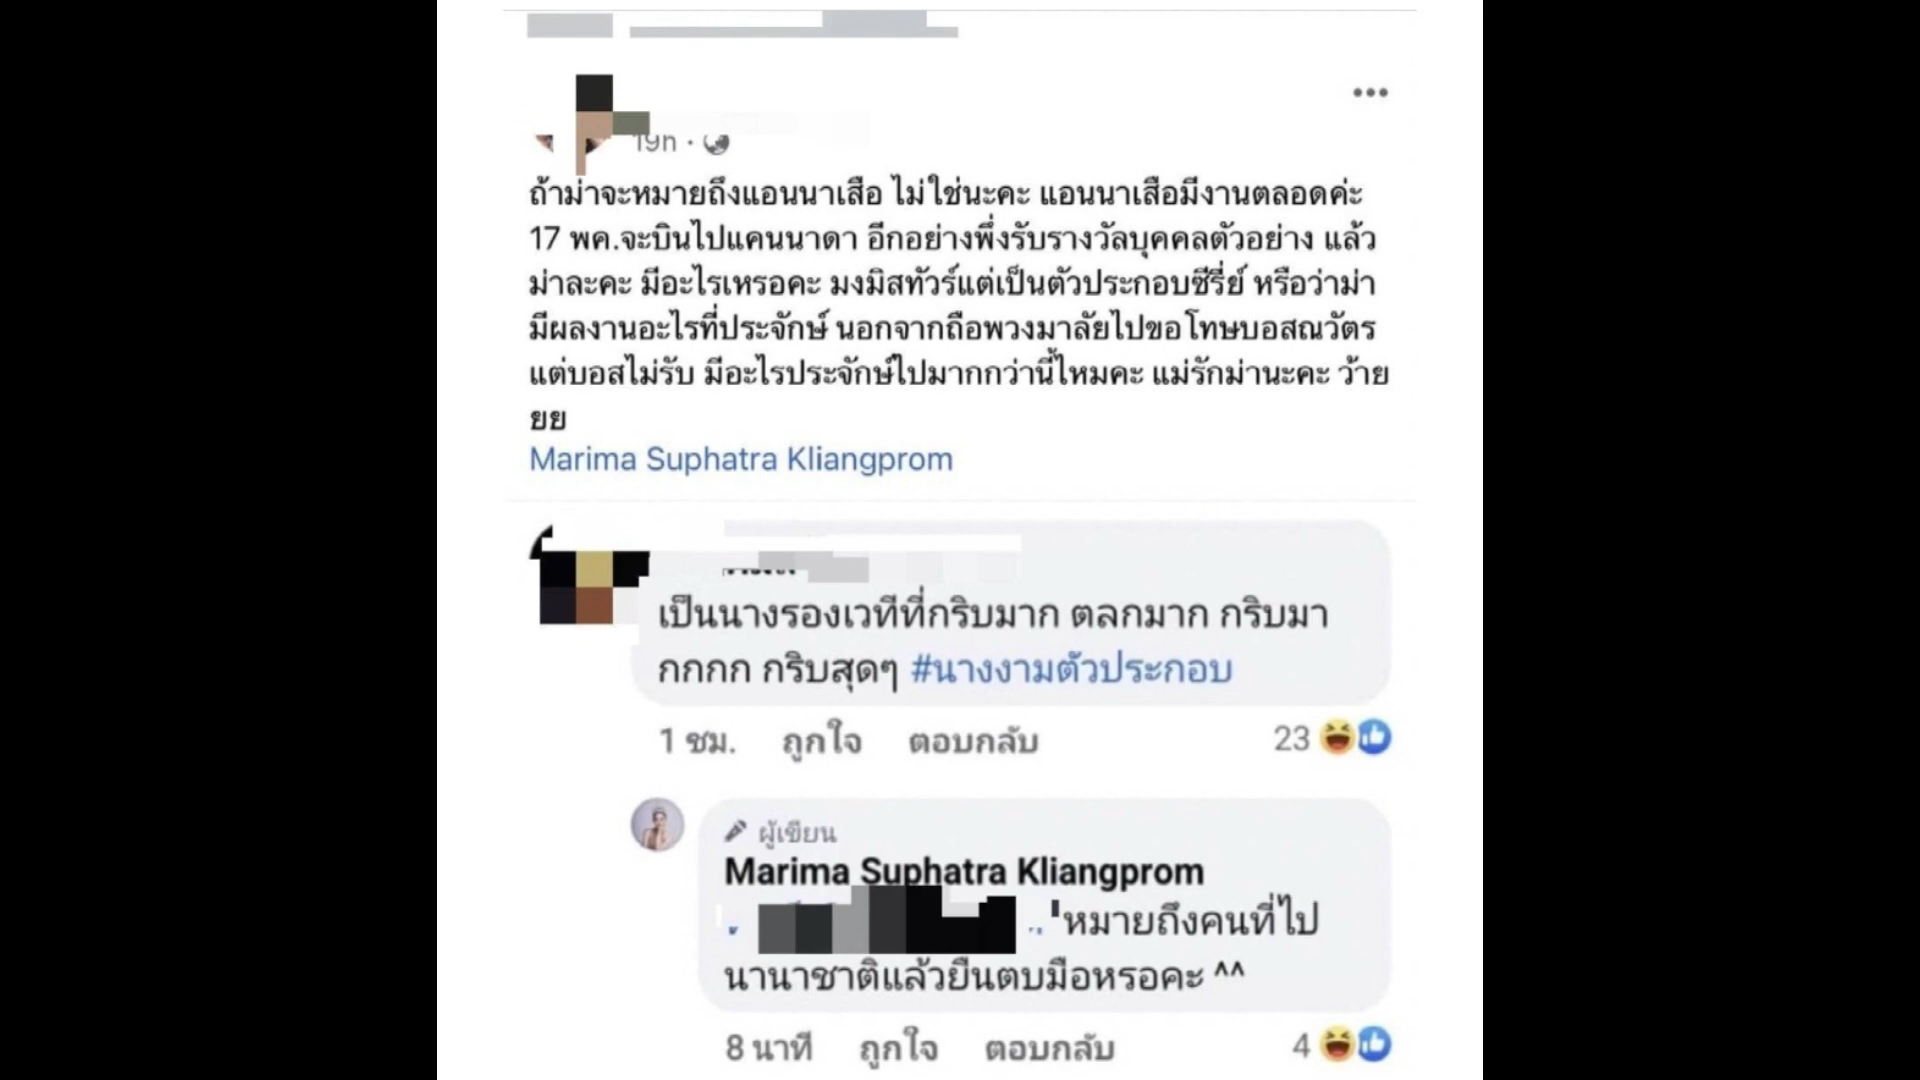 19h
ถ้าม่าจะหมายถึงแอนนาเสือ ไม่ใช่นะคะ แอนนาเสือมีงานตลอดค่ะ
17 พค.จะบินไปแคนนาดา อีกอย่างพึ่งรับรางวัลบุคคลตัวอย่าง แล้ว
ม่าละคะ มีอะไรเหรอคะ มงมิสทัวร์แต่เป็นตัวประกอบซีรี่ย์ หรือว่าม่า
มีผลงานอะไรที่ประจักษ์ นอกจากถือพวงมาลัยไปขอโทษบอสณวัตร
แต่บอสไม่รับ มีอะไรประจักษ์ไปมากกว่านี้ไหมคะ แม่รักม่านะคะ ว้าย
ยย
Marima Suphatra Kliangprom
เป็นนางรองเวทีที่กริบมาก ตลกมาก กริบมา
กกกก กริบสุดๆ #นางงามตัวประกอบ
1 ชม. ถูกใจ ตอบกลับ 23
ผู้เขียน
Marima Suphatra Kliangprom
หมายถึงคนที่ไป
นานาชาติแล้วยืนตบมือหรอคะ ^^
8 นาที ถูกใจ ตอบกลับ 4